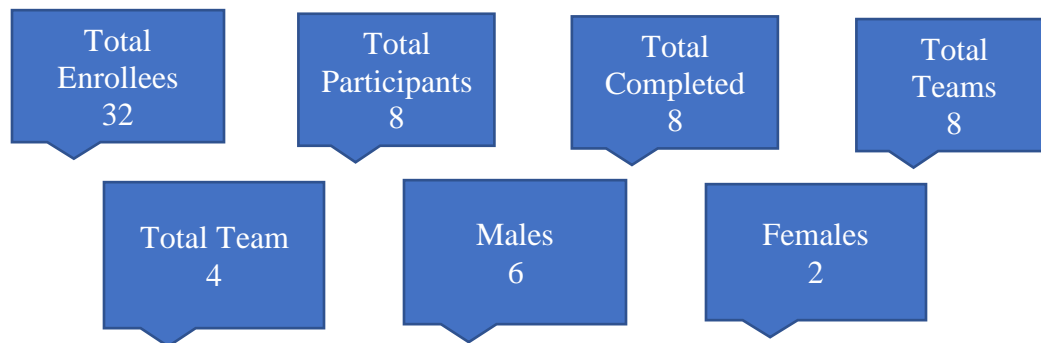 Total
Enrollees
32
Total
Participants
8
Total
Completed
8
Total
Teams
8
Total Team
4
Males
6
Females
2